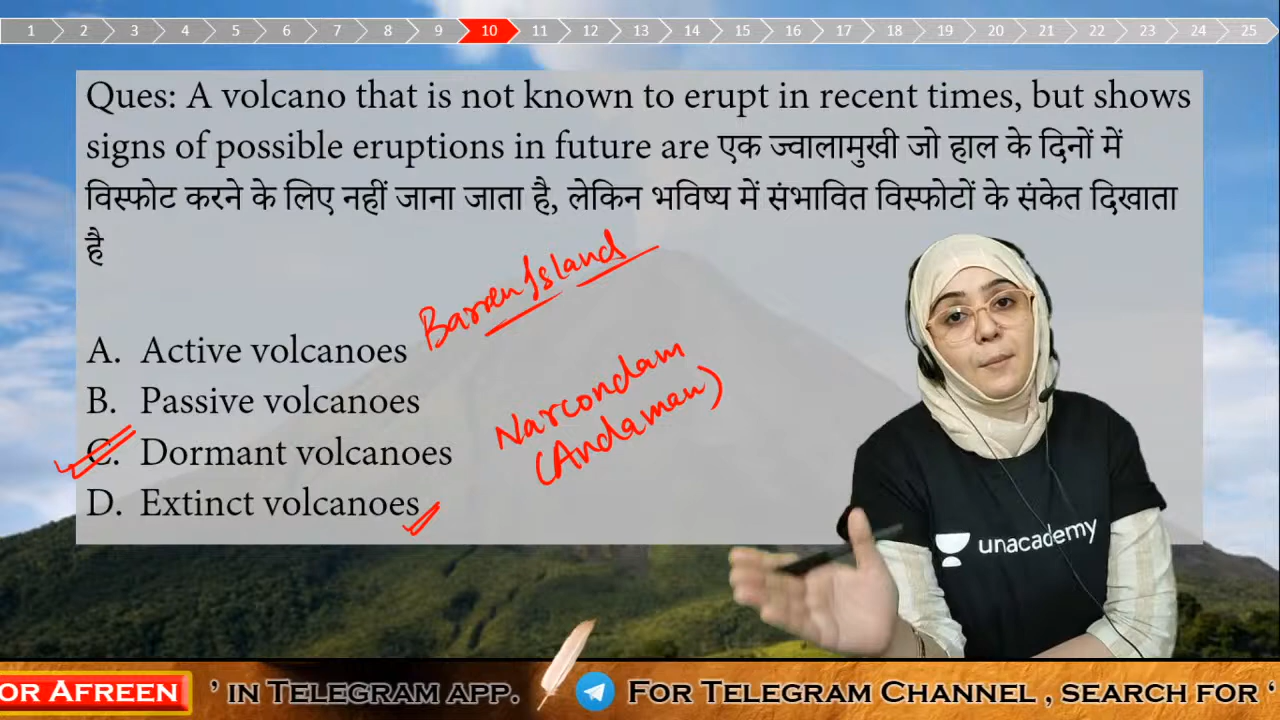 1 2 3 4 5 6 7 8 9 10 11 12 13 14 15 16 17 18 19 20 21 22 23 24 25
Ques: A volcano that is not known to erupt in recent times, but shows
signs of possible eruptions in future are एक ज्वालामुखी जो हाल के दिनों में
विस्फोट करने के लिए नहीं जाना जाता है, लेकिन भविष्य में संभावित विस्फोटों के संकेत दिखाता
है
Barren Island
A. Active volcanoes
B. Passive volcanoes
Narcondam
C. Dormant volcanoes
(Andaman)
D. Extinct volcanoes
unacademy
OR AFREEN ' IN TELEGRAM APP. FOR TELEGRAM CHANNEL , SEARCH FOR '